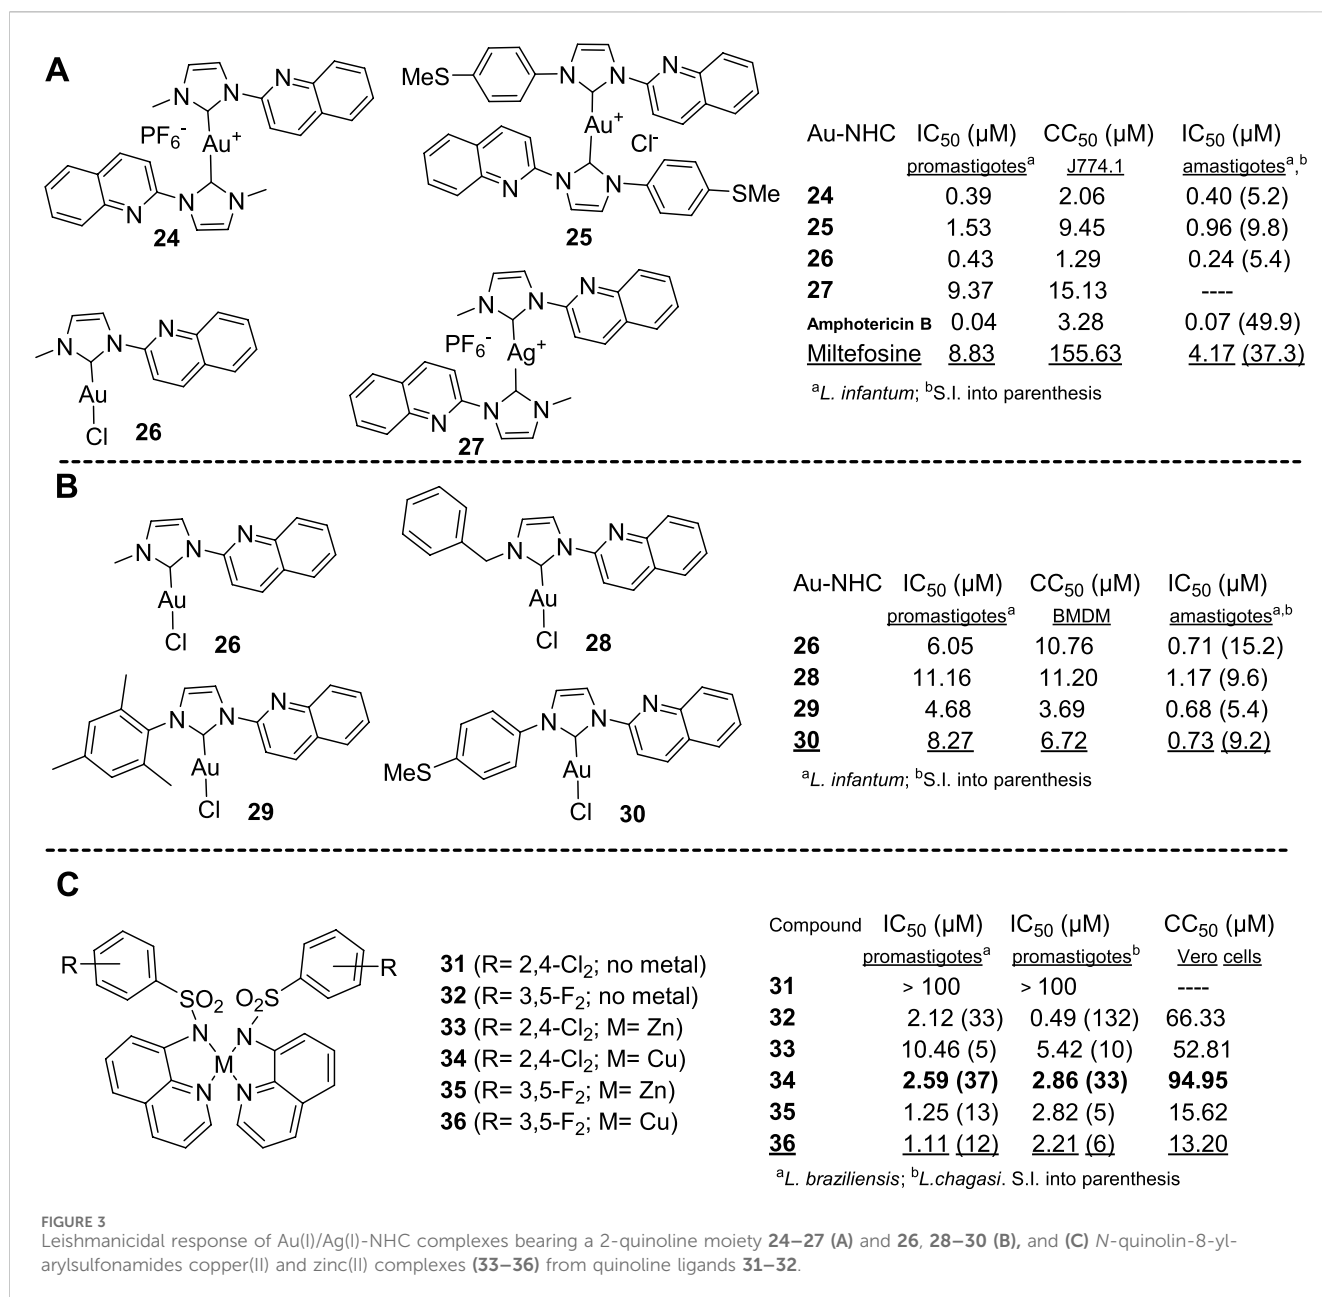 A
N
N
N
PF6-
Au+
N
N
N
24
MeS
N
N
N
Au+
Cl-
N
N
N
SMe
25
N
N
N
Au
Cl
26
N
N
N
PF6-
Ag+
N
N
N
27
Au-NHC IC50 (µM) CC50 (µM) IC50 (µM)
promastigotesa J774.1 amastigotesa,b
24 0.39 2.06 0.40 (5.2)
25 1.53 9.45 0.96 (9.8)
26 0.43 1.29 0.24 (5.4)
27 9.37 15.13 ----
Amphotericin B 0.04 3.28 0.07 (49.9)
Miltefosine 8.83 155.63 4.17 (37.3)
aL. infantum; bS.I. into parenthesis
B
N
N
N
Au
Cl
26
N
N
N
Au
Cl
28
N
N
N
Au
Cl
29
MeS
N
N
N
Au
Cl
30
Au-NHC IC50 (µM) CC50 (µM) IC50 (µM)
promastigotesa BMDM amastigotesa,b
26 6.05 10.76 0.71 (15.2)
28 11.16 11.20 1.17 (9.6)
29 4.68 3.69 0.68 (5.4)
30 8.27 6.72 0.73 (9.2)
aL. infantum; bS.I. into parenthesis
C
R
R
SO2 O2S
N N
M
N N
31 (R= 2,4-Cl2; no metal)
32 (R= 3,5-F2; no metal)
33 (R= 2,4-Cl2; M= Zn)
34 (R= 2,4-Cl2; M= Cu)
35 (R= 3,5-F2; M= Zn)
36 (R= 3,5-F2; M= Cu)
Compound IC50 (µM) IC50 (µM) CC50 (µM)
promastigotesa promastigotesb Vero cells
31 > 100 > 100 ----
32 2.12 (33) 0.49 (132) 66.33
33 10.46 (5) 5.42 (10) 52.81
34 2.59 (37) 2.86 (33) 94.95
35 1.25 (13) 2.82 (5) 15.62
36 1.11 (12) 2.21 (6) 13.20
aL. braziliensis; bL.chagasi. S.I. into parenthesis
FIGURE 3
Leishmanicidal response of Au(I)/Ag(I)-NHC complexes bearing a 2-quinoline moiety 24–27 (A) and 26, 28–30 (B), and (C) N-quinolin-8-yl-
arylsulfonamides copper(II) and zinc(II) complexes (33–36) from quinoline ligands 31–32.